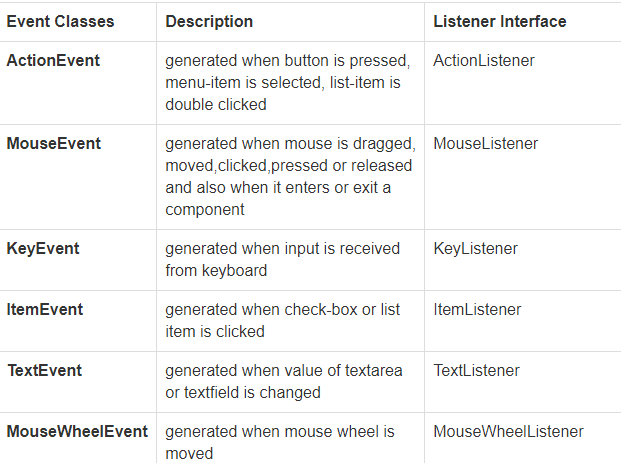 Event Classes Description Listener Interface
ActionEvent generated when button is pressed, ActionListener
menu-item is selected, list-item is
double clicked
MouseEvent generated when mouse is dragged, MouseListener
moved,clicked,pressed or released
and also when it enters or exit a
component
KeyEvent generated when input is received KeyListener
from keyboard
ItemEvent generated when check-box or list ItemListener
item is clicked
TextEvent generated when value of textarea TextListener
or textfield is changed
MouseWheelEvent generated when mouse wheel is MouseWheelListener
moved